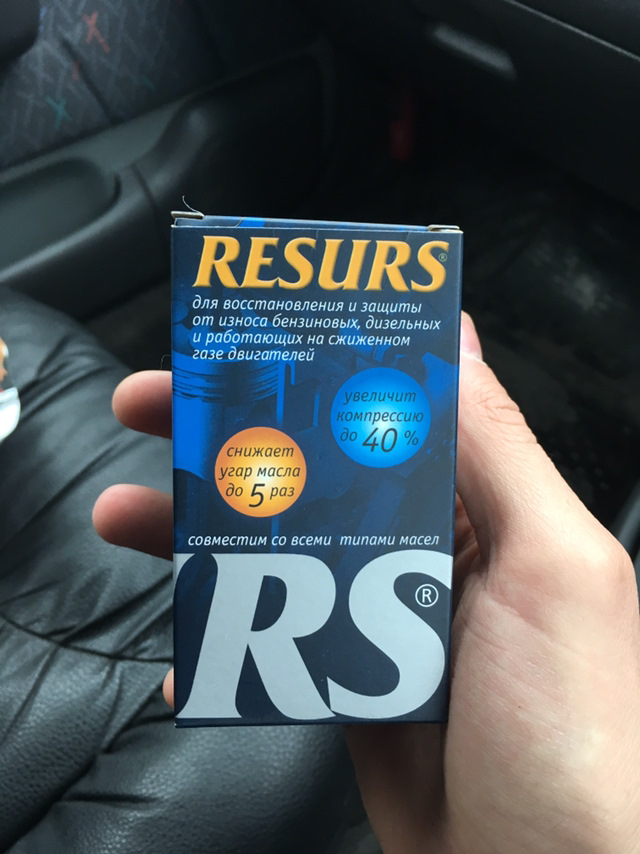 RESURS®
для восстановления и защиты
от износа бензиновых, дизельных
и работающих на сжиженном
газе двигателей
увеличит
компрессию
до 40 %
снижает
угар масла
до 5 раз
совместим со всеми типами масел
RS®